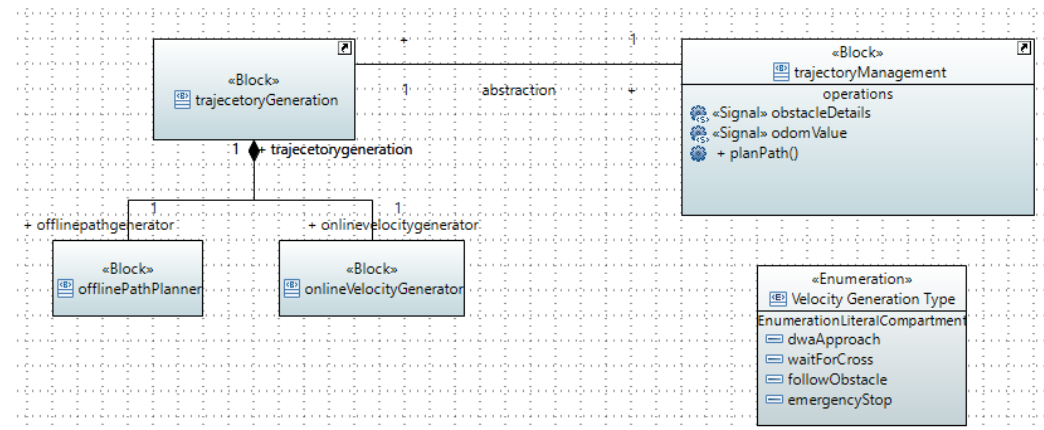 + 1
«Block»
trajecetoryGeneration
1 abstraction +
«Block»
trajectoryManagement
operations
«Signal» obstacleDetails
«Signal» odomValue
+ planPath()
1 + trajecetorygeneration
1 1
+ offlinepathgenerator + onlinevelocitygenerator
«Block»
offlinePathPlanner
«Block»
onlineVelocityGenerator
«Enumeration»
Velocity Generation Type
EnumerationLiteralCompartment
dwaApproach
waitForCross
followObstacle
emergencyStop